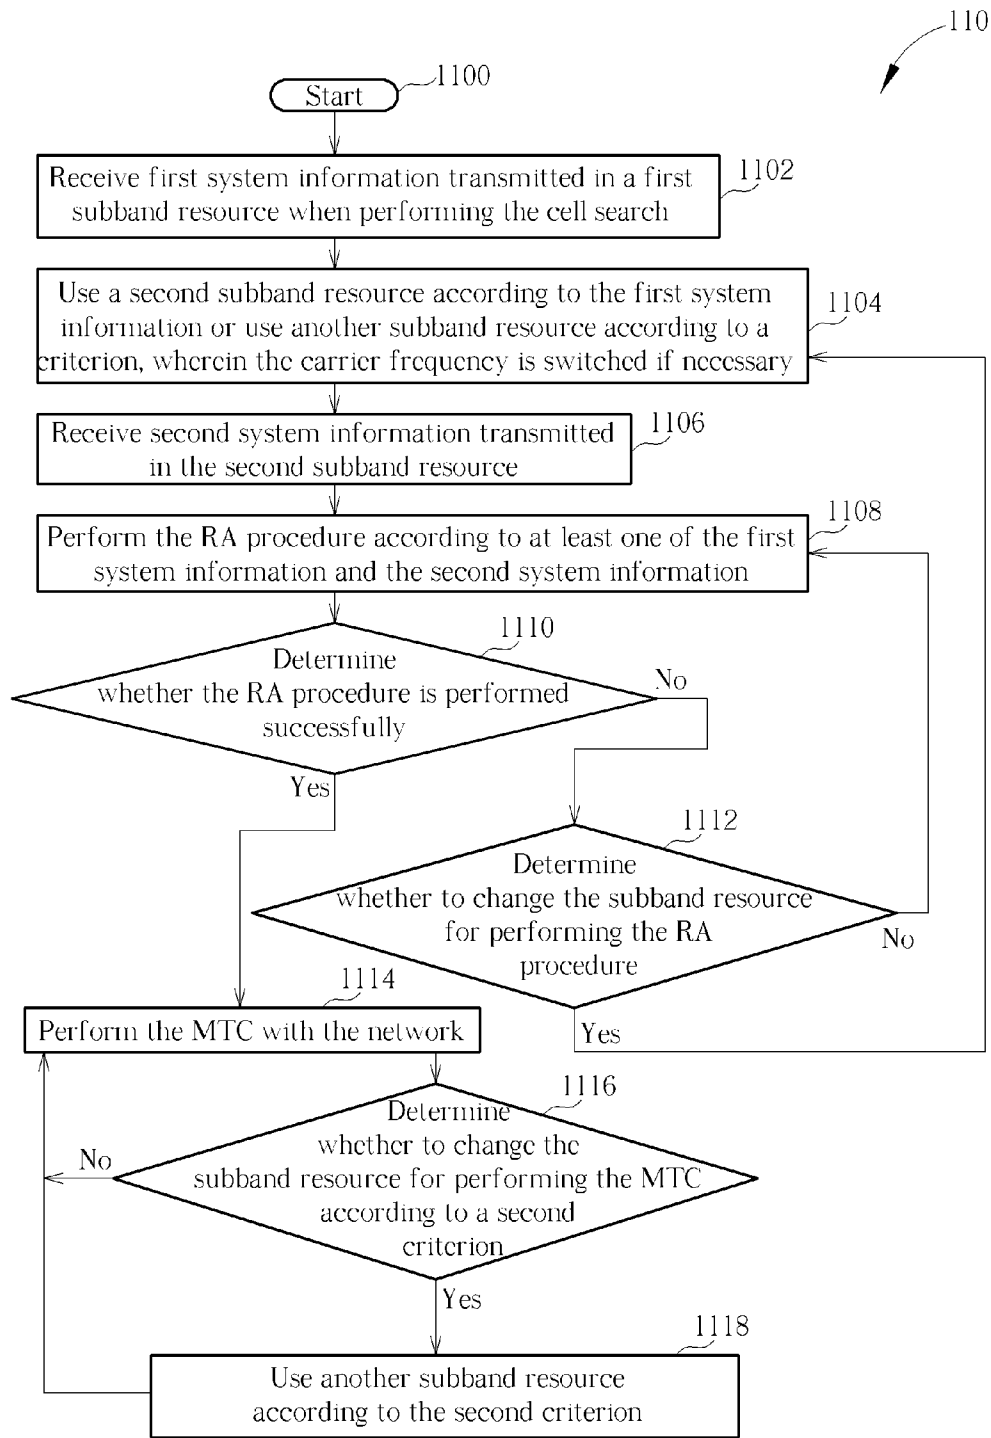 110
Start
1100
Receive first system information transmitted in a first
subband resource when performing the cell search
1102
Use a second subband resource according to the first system
information or use another subband resource according to a
criterion, wherein the carrier frequency is switched if necessary
1104
Receive second system information transmitted
in the second subband resource
1106
Perform the RA procedure according to at least one of the first
system information and the second system information
1108
Determine
whether the RA procedure is performed
successfully
1110
No
Yes
Determine
whether to change the subband resource
for performing the RA
procedure
1112
No
Yes
Perform the MTC with the network
1114
Determine
whether to change the
subband resource for performing the MTC
according to a second
criterion
1116
No
Yes
Use another subband resource
according to the second criterion
1118